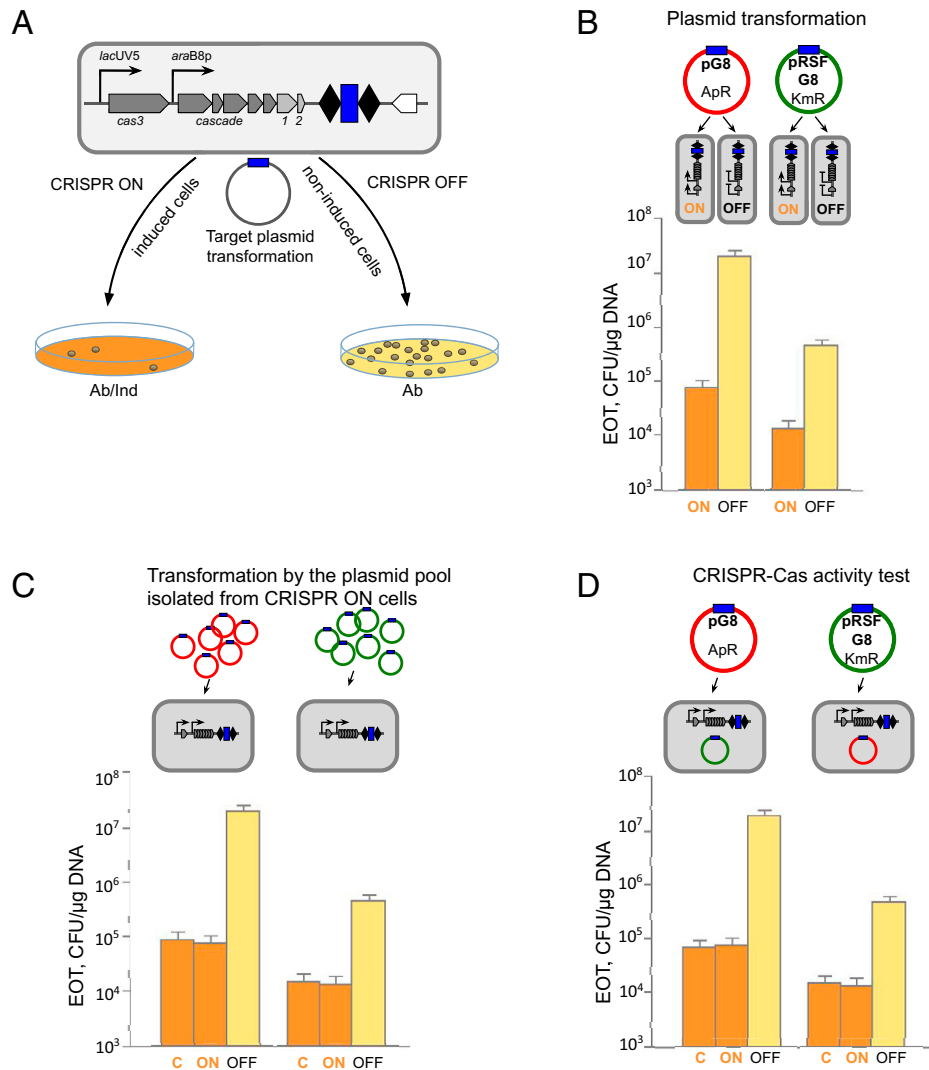 A
lacUV5
araB8p
cas3
cascade
1
2
CRISPR ON
CRISPR OFF
induced cells
non-induced cells
Target plasmid
transformation
Ab/Ind
Ab
B
Plasmid transformation
pG8
ApR
pRSF
G8
KmR
ON
OFF
ON
OFF
EOT, CFU/µg DNA
10⁸
10⁷
10⁶
10⁵
10⁴
10³
ON
OFF
ON
OFF
C
Transformation by the plasmid pool
isolated from CRISPR ON cells
EOT, CFU/µg DNA
10⁸
10⁷
10⁶
10⁵
10⁴
10³
C
ON
OFF
C
ON
OFF
D
CRISPR-Cas activity test
pG8
ApR
pRSF
G8
KmR
EOT, CFU/µg DNA
10⁸
10⁷
10⁶
10⁵
10⁴
10³
C
ON
OFF
C
ON
OFF